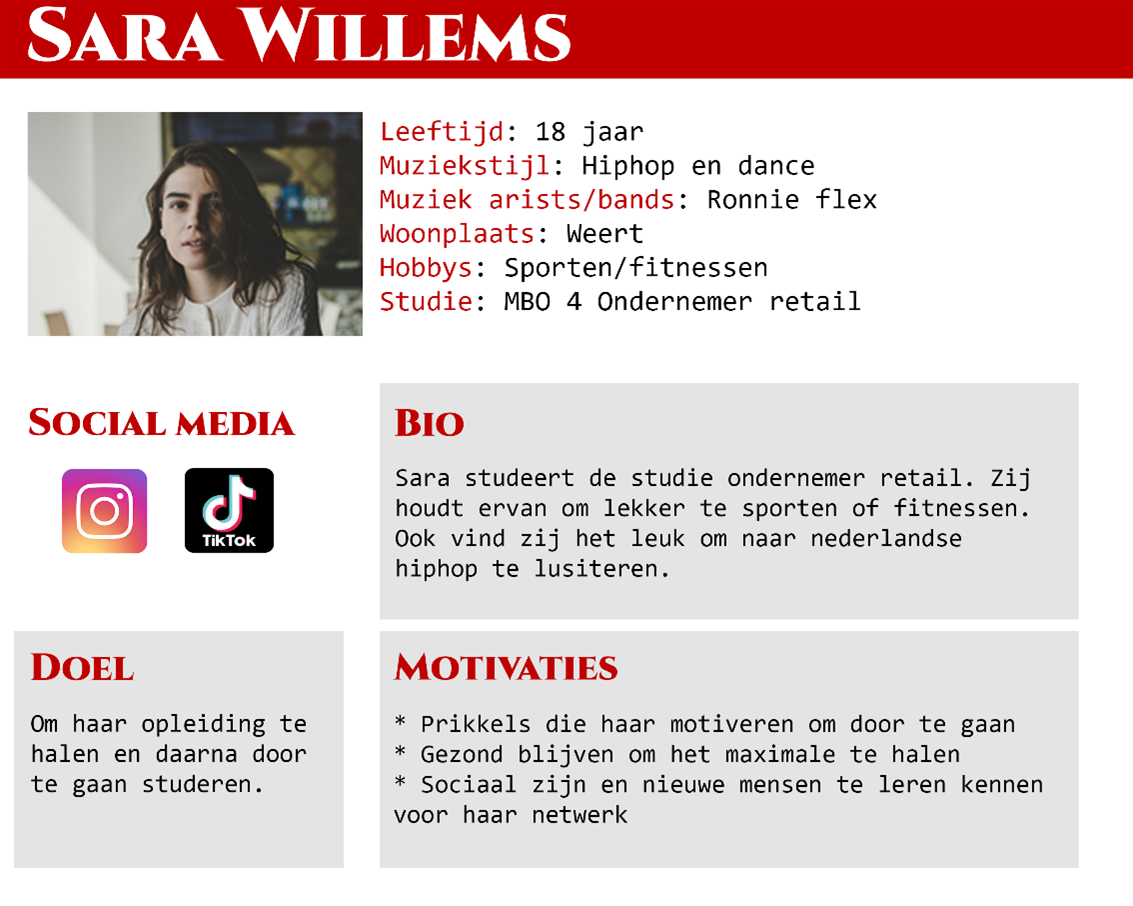 Sara Willems
Leeftijd: 18 jaar
Muziekstijl: Hiphop en dance
Muziek arists/bands: Ronnie flex
Woonplaats: Weert
Hobbys: Sporten/fitnessen
Studie: MBO 4 Ondernemer retail
Social media
TikTok
Bio
Sara studeert de studie ondernemer retail. Zij
houdt ervan om lekker te sporten of fitnessen.
Ook vind zij het leuk om naar nederlandse
hiphop te lusiteren.
Doel
Om haar opleiding te
halen en daarna door
te gaan studeren.
Motivaties
* Prikkels die haar motiveren om door te gaan
* Gezond blijven om het maximale te halen
* Sociaal zijn en nieuwe mensen te leren kennen
voor haar netwerk